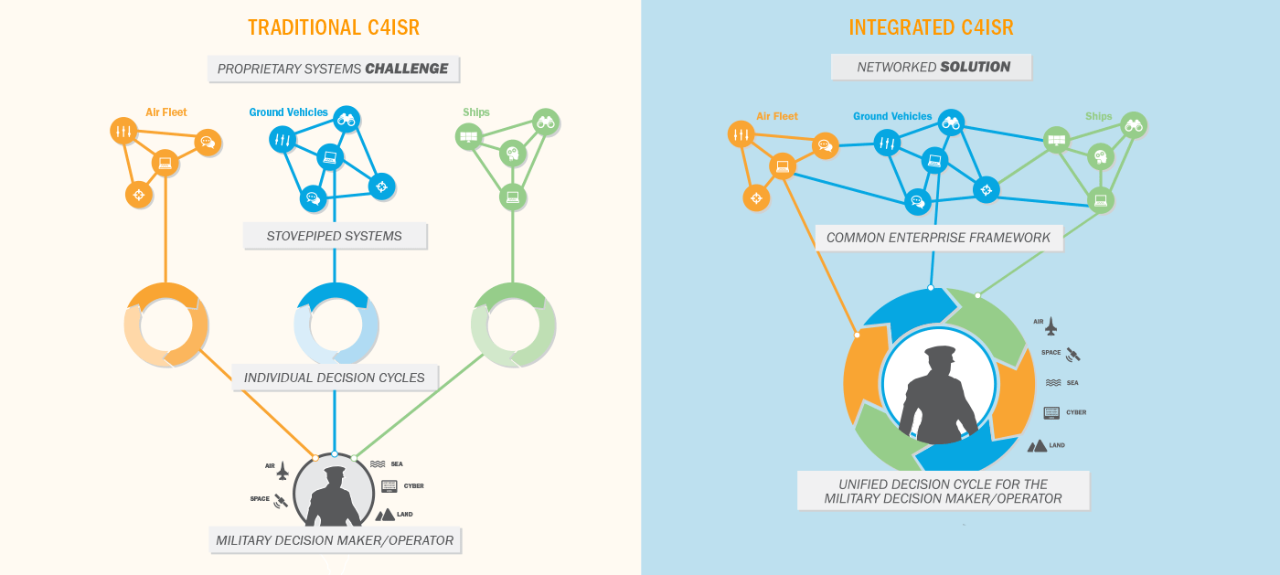 TRADITIONAL C4ISR
PROPRIETARY SYSTEMS CHALLENGE
Air Fleet
Ground Vehicles
Ships
STOVEPIPED SYSTEMS
INDIVIDUAL DECISION CYCLES
AIR
SEA
SPACE
CYBER
LAND
MILITARY DECISION MAKER/OPERATOR
INTEGRATED C4ISR
NETWORKED SOLUTION
Air Fleet
Ground Vehicles
Ships
COMMON ENTERPRISE FRAMEWORK
AIR
SPACE
SEA
CYBER
LAND
UNIFIED DECISION CYCLE FOR THE
MILITARY DECISION MAKER/OPERATOR